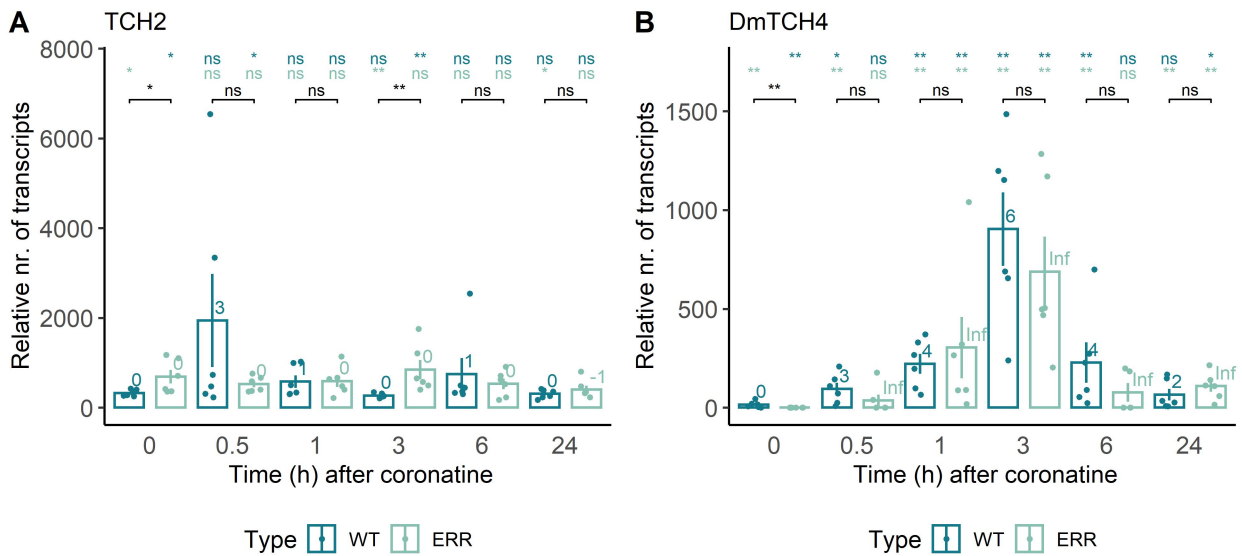 A TCH2
8000
6000
4000
2000
0
Relative nr. of transcripts
* ns * ns ns ns ** ns ns ns ns
* ns ns ns ns ** ns ns ns * ns
* ns ns ** ns ns
0 0 3 0 1 0 0 0 1 0 0 -1
0 0.5 1 3 6 24
Time (h) after coronatine
Type WT ERR
B DmTCH4
1500
1000
500
0
Relative nr. of transcripts
** * ns ** ** ** ** ** ns ns *
** ** ns ** ** ** ** ** ns ** **
** ns ns ns ns ns
0 3 Inf 4 Inf 6 Inf 4 Inf 2 Inf
0 0.5 1 3 6 24
Time (h) after coronatine
Type WT ERR